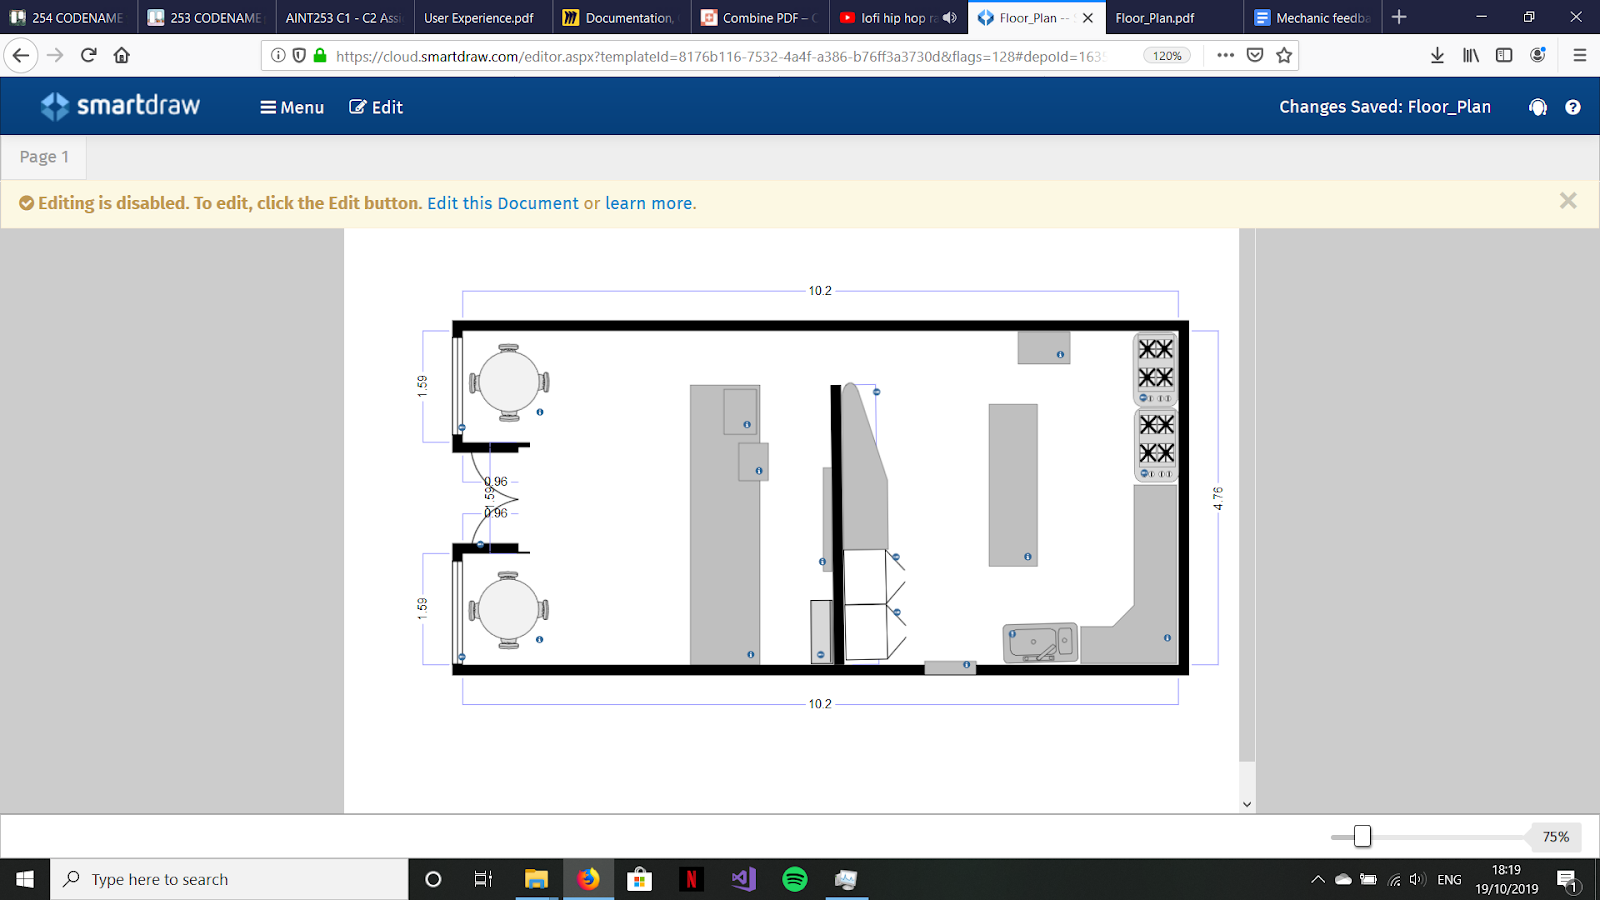 254 CODENAME
253 CODENAME
AINT253 C1 - C2 Assi
User Experience.pdf
Documentation,
Combine PDF – C
lofi hip hop ra
Floor_Plan -- S
Floor_Plan.pdf
Mechanic feedba
https://cloud.smartdraw.com/editor.aspx?templateId=8176b116-7532-4a4f-a386-b76ff3a3730d&flags=128#depoId=1635
120%
smartdraw
Menu
Edit
Changes Saved: Floor_Plan
Page 1
Editing is disabled. To edit, click the Edit button. Edit this Document or learn more.
10.2
1.59
0.96
1.59
0.96
4.76
1.59
10.2
75%
Type here to search
N
ENG
18:19
19/10/2019
1